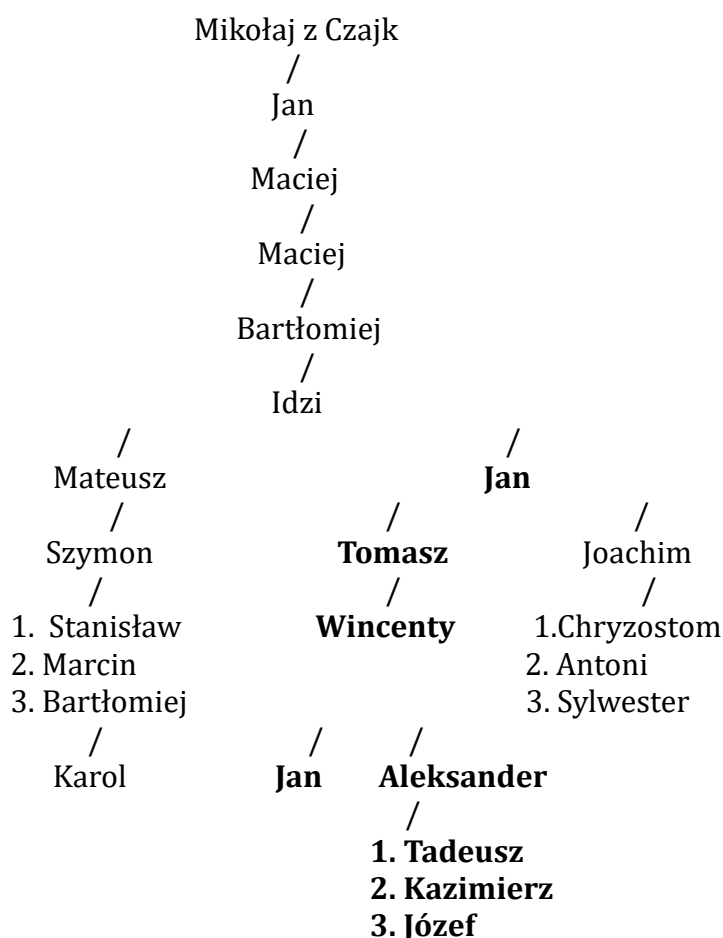 Mikołaj z Czajk
/
Jan
/
Maciej
/
Maciej
/
Bartłomiej
/
Idzi
/ /
Mateusz Jan
/ / /
Szymon Tomasz Joachim
/ / /
1. Stanisław Wincenty 1.Chryzostom
2. Marcin 2. Antoni
3. Bartłomiej 3. Sylwester
/ / /
Karol Jan Aleksander
/
1. Tadeusz
2. Kazimierz
3. Józef